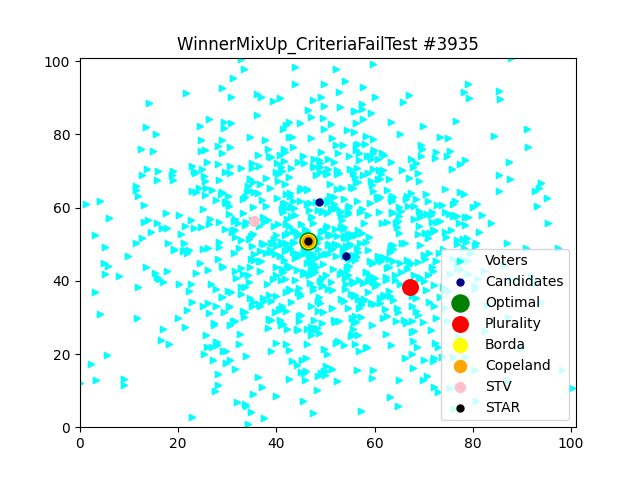 WinnerMixUp_CriteriaFailTest #3935
100
80
60
40
20
0
0 20 40 60 80 100
Voters
Candidates
Optimal
Plurality
Borda
Copeland
STV
STAR